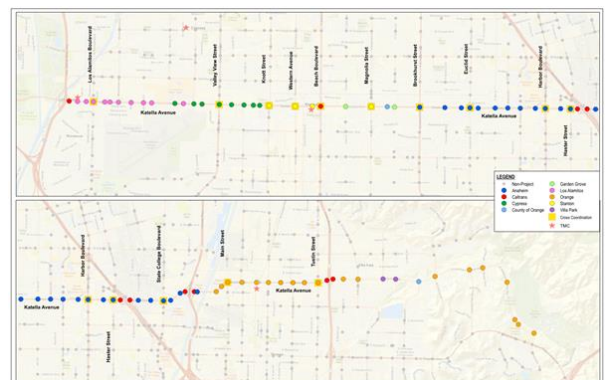 Los Alamitos Boulevard
Valley View Street
Knott Street
Western Avenue
Beach Boulevard
Magnolia Street
Brookhurst Street
Euclid Street
Harbor Boulevard
Katella Avenue
Katella Avenue
Haster Street
LEGEND
Non-Project
Anaheim
Caltrans
Cypress
County of Orange
Garden Grove
Los Alamitos
Orange
Stanton
Villa Park
Cross Coordination
TMC
Harbor Boulevard
State College Boulevard
Main Street
Tustin Street
Katella Avenue
Katella Avenue
Haster Street